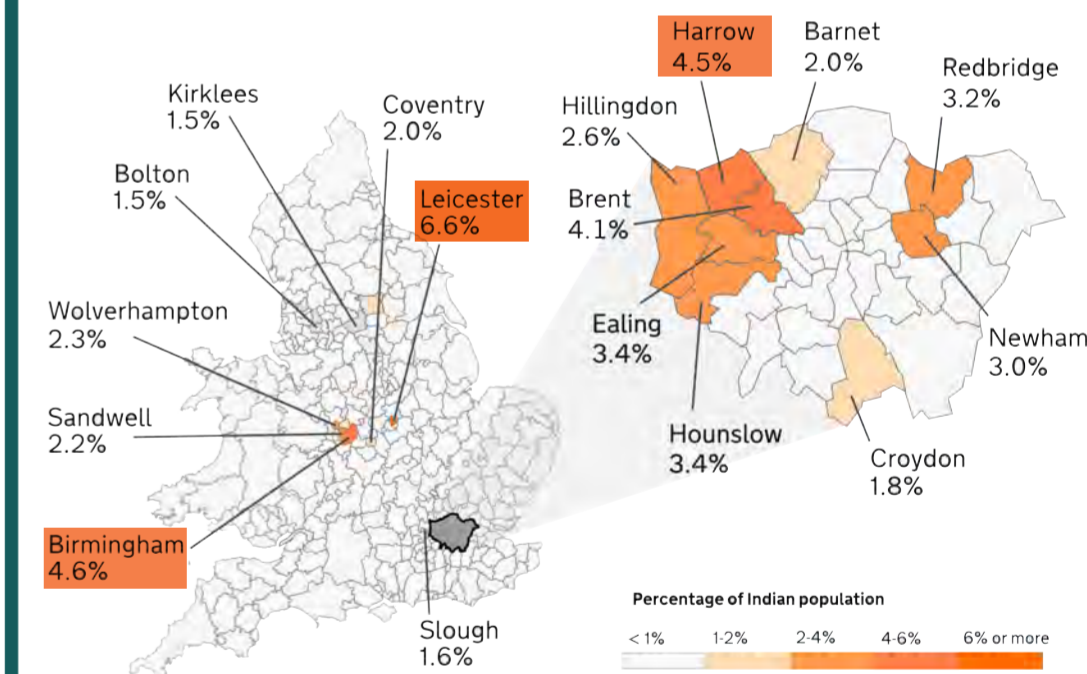 Harrow
4.5%
Barnet
2.0%
Redbridge
3.2%
Kirklees
1.5%
Coventry
2.0%
Hillingdon
2.6%
Bolton
1.5%
Leicester
6.6%
Brent
4.1%
Wolverhampton
2.3%
Ealing
3.4%
Newham
3.0%
Sandwell
2.2%
Hounslow
3.4%
Croydon
1.8%
Birmingham
4.6%
Slough
1.6%
Percentage of Indian population
< 1% 1-2% 2-4% 4-6% 6% or more